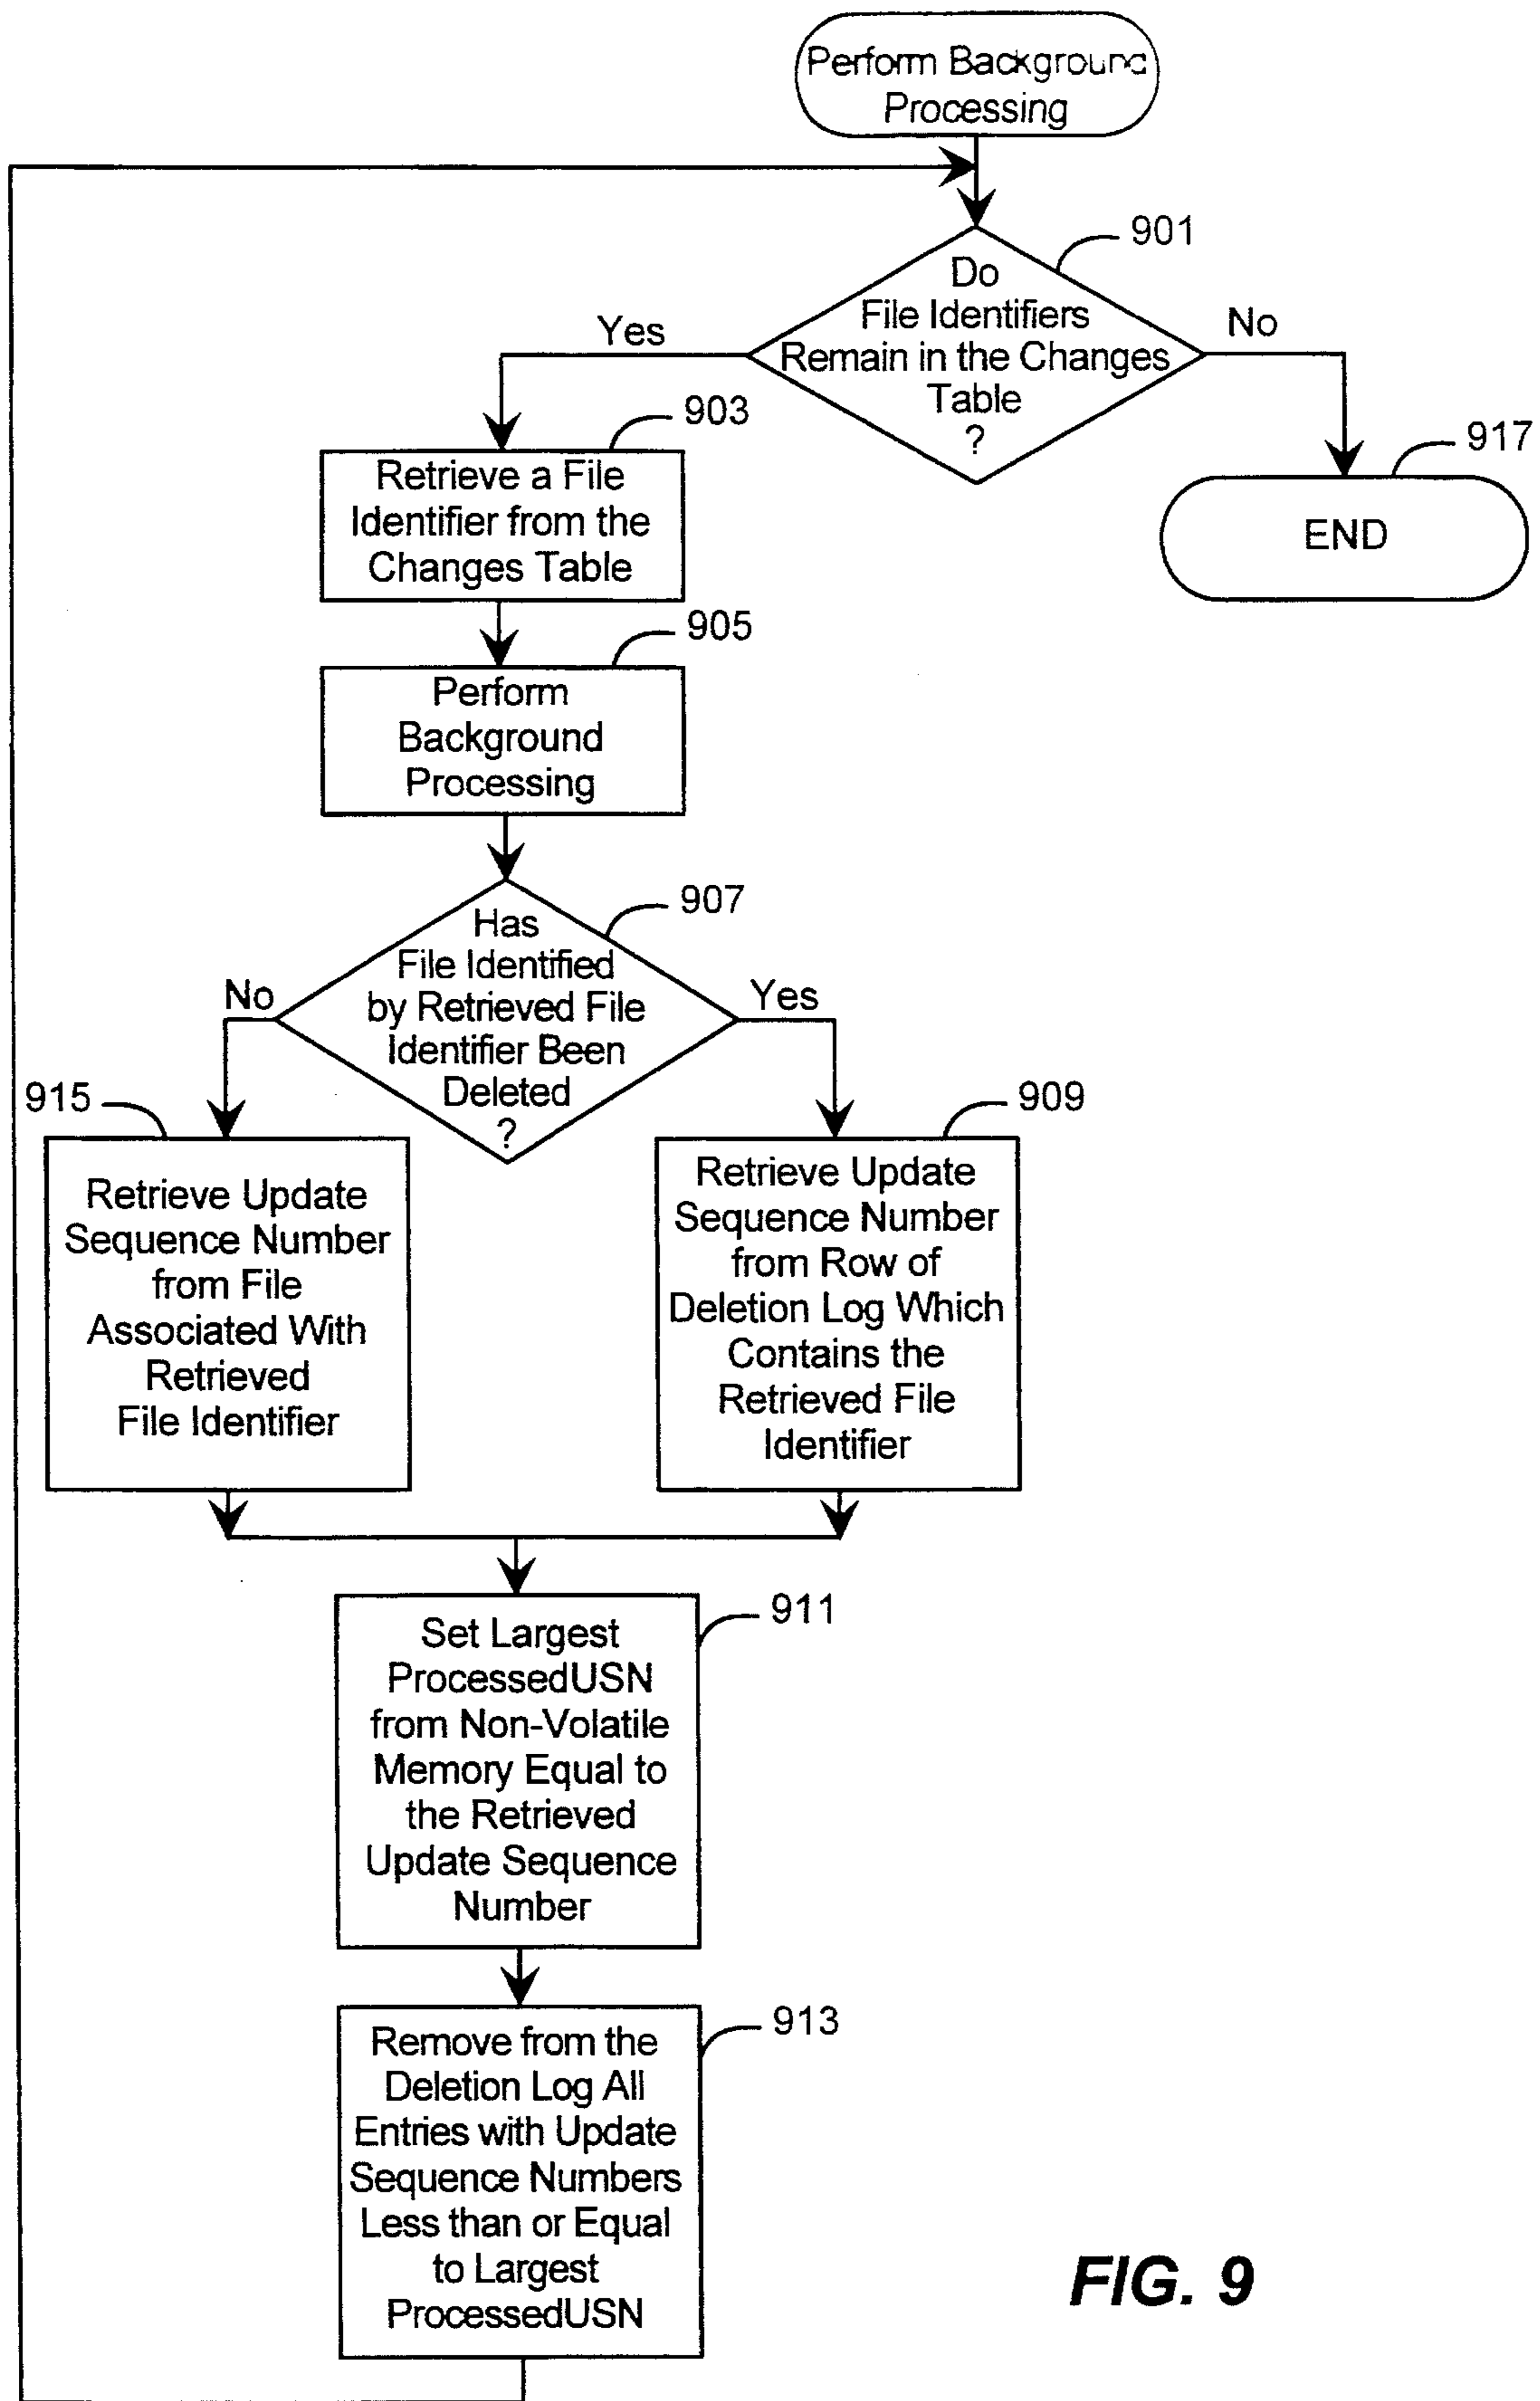 Perform Background
Processing
901
Do
File Identifiers
Remain in the Changes
Table
?
Yes
No
903
Retrieve a File
Identifier from the
Changes Table
917
END
905
Perform
Background
Processing
907
Has
File Identified
by Retrieved File
Identifier Been
Deleted
?
No
Yes
915
Retrieve Update
Sequence Number
from File
Associated With
Retrieved
File Identifier
909
Retrieve Update
Sequence Number
from Row of
Deletion Log Which
Contains the
Retrieved File
Identifier
911
Set Largest
ProcessedUSN
from Non-Volatile
Memory Equal to
the Retrieved
Update Sequence
Number
913
Remove from the
Deletion Log All
Entries with Update
Sequence Numbers
Less than or Equal
to Largest
ProcessedUSN
FIG. 9